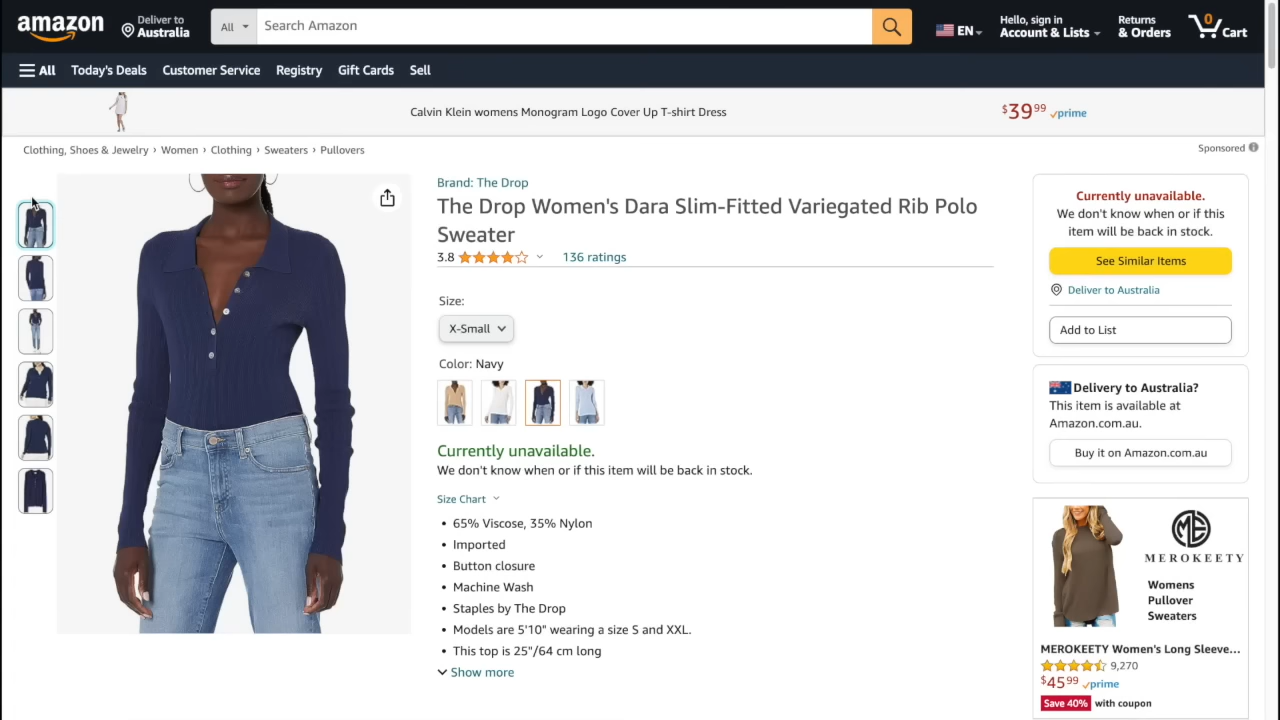 amazon
Deliver to
Australia
All
Search Amazon
EN
Hello, sign in
Account & Lists
Returns
& Orders
0
Cart
All
Today's Deals
Customer Service
Registry
Gift Cards
Sell
Calvin Klein womens Monogram Logo Cover Up T-shirt Dress
$39 99 prime
Clothing, Shoes & Jewelry › Women › Clothing › Sweaters › Pullovers
Sponsored
Brand: The Drop
The Drop Women's Dara Slim-Fitted Variegated Rib Polo
Sweater
3.8
136 ratings
Size:
X-Small
Color: Navy
Currently unavailable.
We don't know when or if this item will be back in stock.
Size Chart
• 65% Viscose, 35% Nylon
• Imported
• Button closure
• Machine Wash
• Staples by The Drop
• Models are 5'10" wearing a size S and XXL.
• This top is 25"/64 cm long
Show more
Currently unavailable.
We don't know when or if this
item will be back in stock.
See Similar Items
Deliver to Australia
Add to List
Delivery to Australia?
This item is available at
Amazon.com.au.
Buy it on Amazon.com.au
ME
MEROKEETY
Womens
Pullover
Sweaters
MEROKEETY Women's Long Sleeve...
9,270
$45 99 prime
Save 40% with coupon